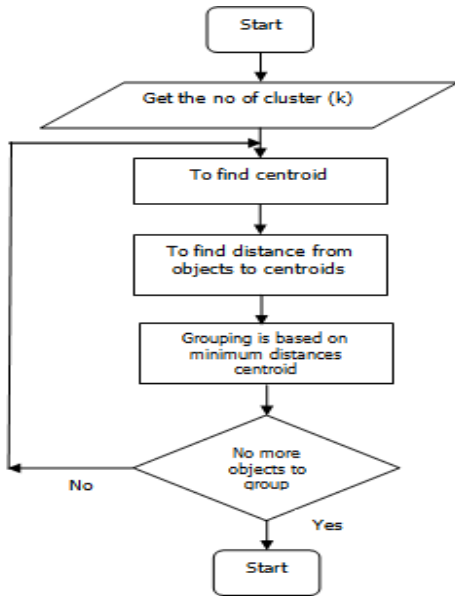 Start
Get the no of cluster (k)
To find centroid
To find distance from
objects to centroids
Grouping is based on
minimum distances
centroid
No more
objects to
group
No
Yes
Start